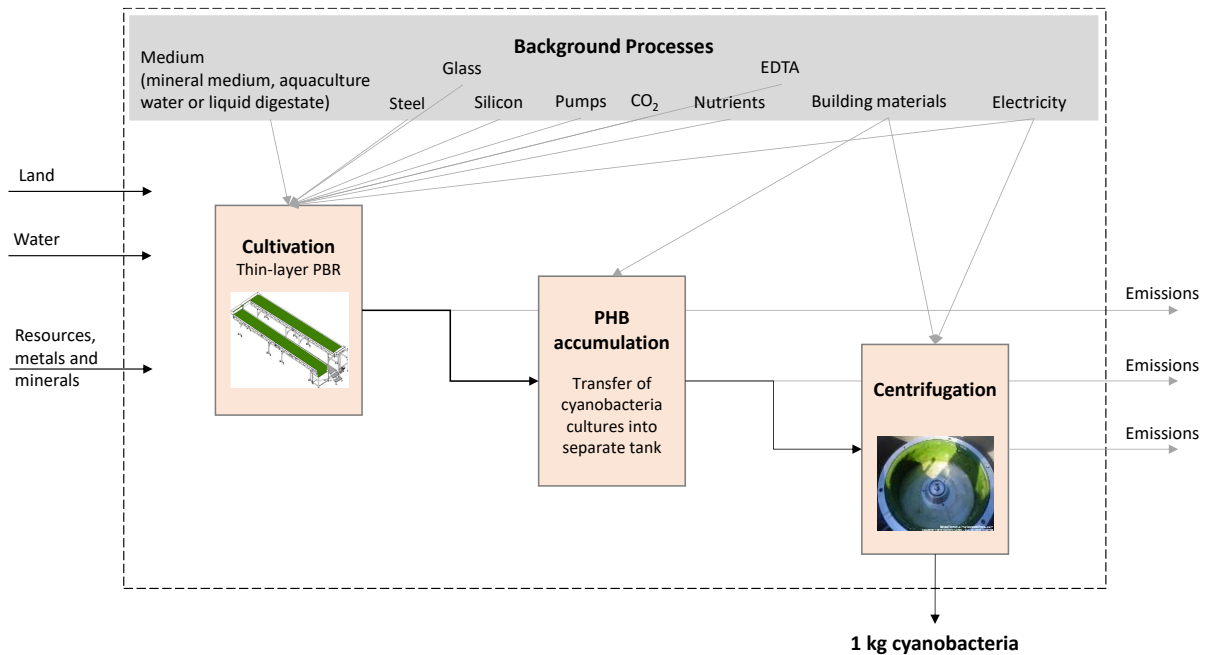 Background Processes
Medium
(mineral medium, aquaculture
water or liquid digestate)
Glass
EDTA
Steel
Silicon
Pumps
CO₂
Nutrients
Building materials
Electricity
Land
Water
Resources,
metals and
minerals
Cultivation
Thin-layer PBR
PHB
accumulation
Transfer of
cyanobacteria
cultures into
separate tank
Centrifugation
Emissions
Emissions
Emissions
1 kg cyanobacteria